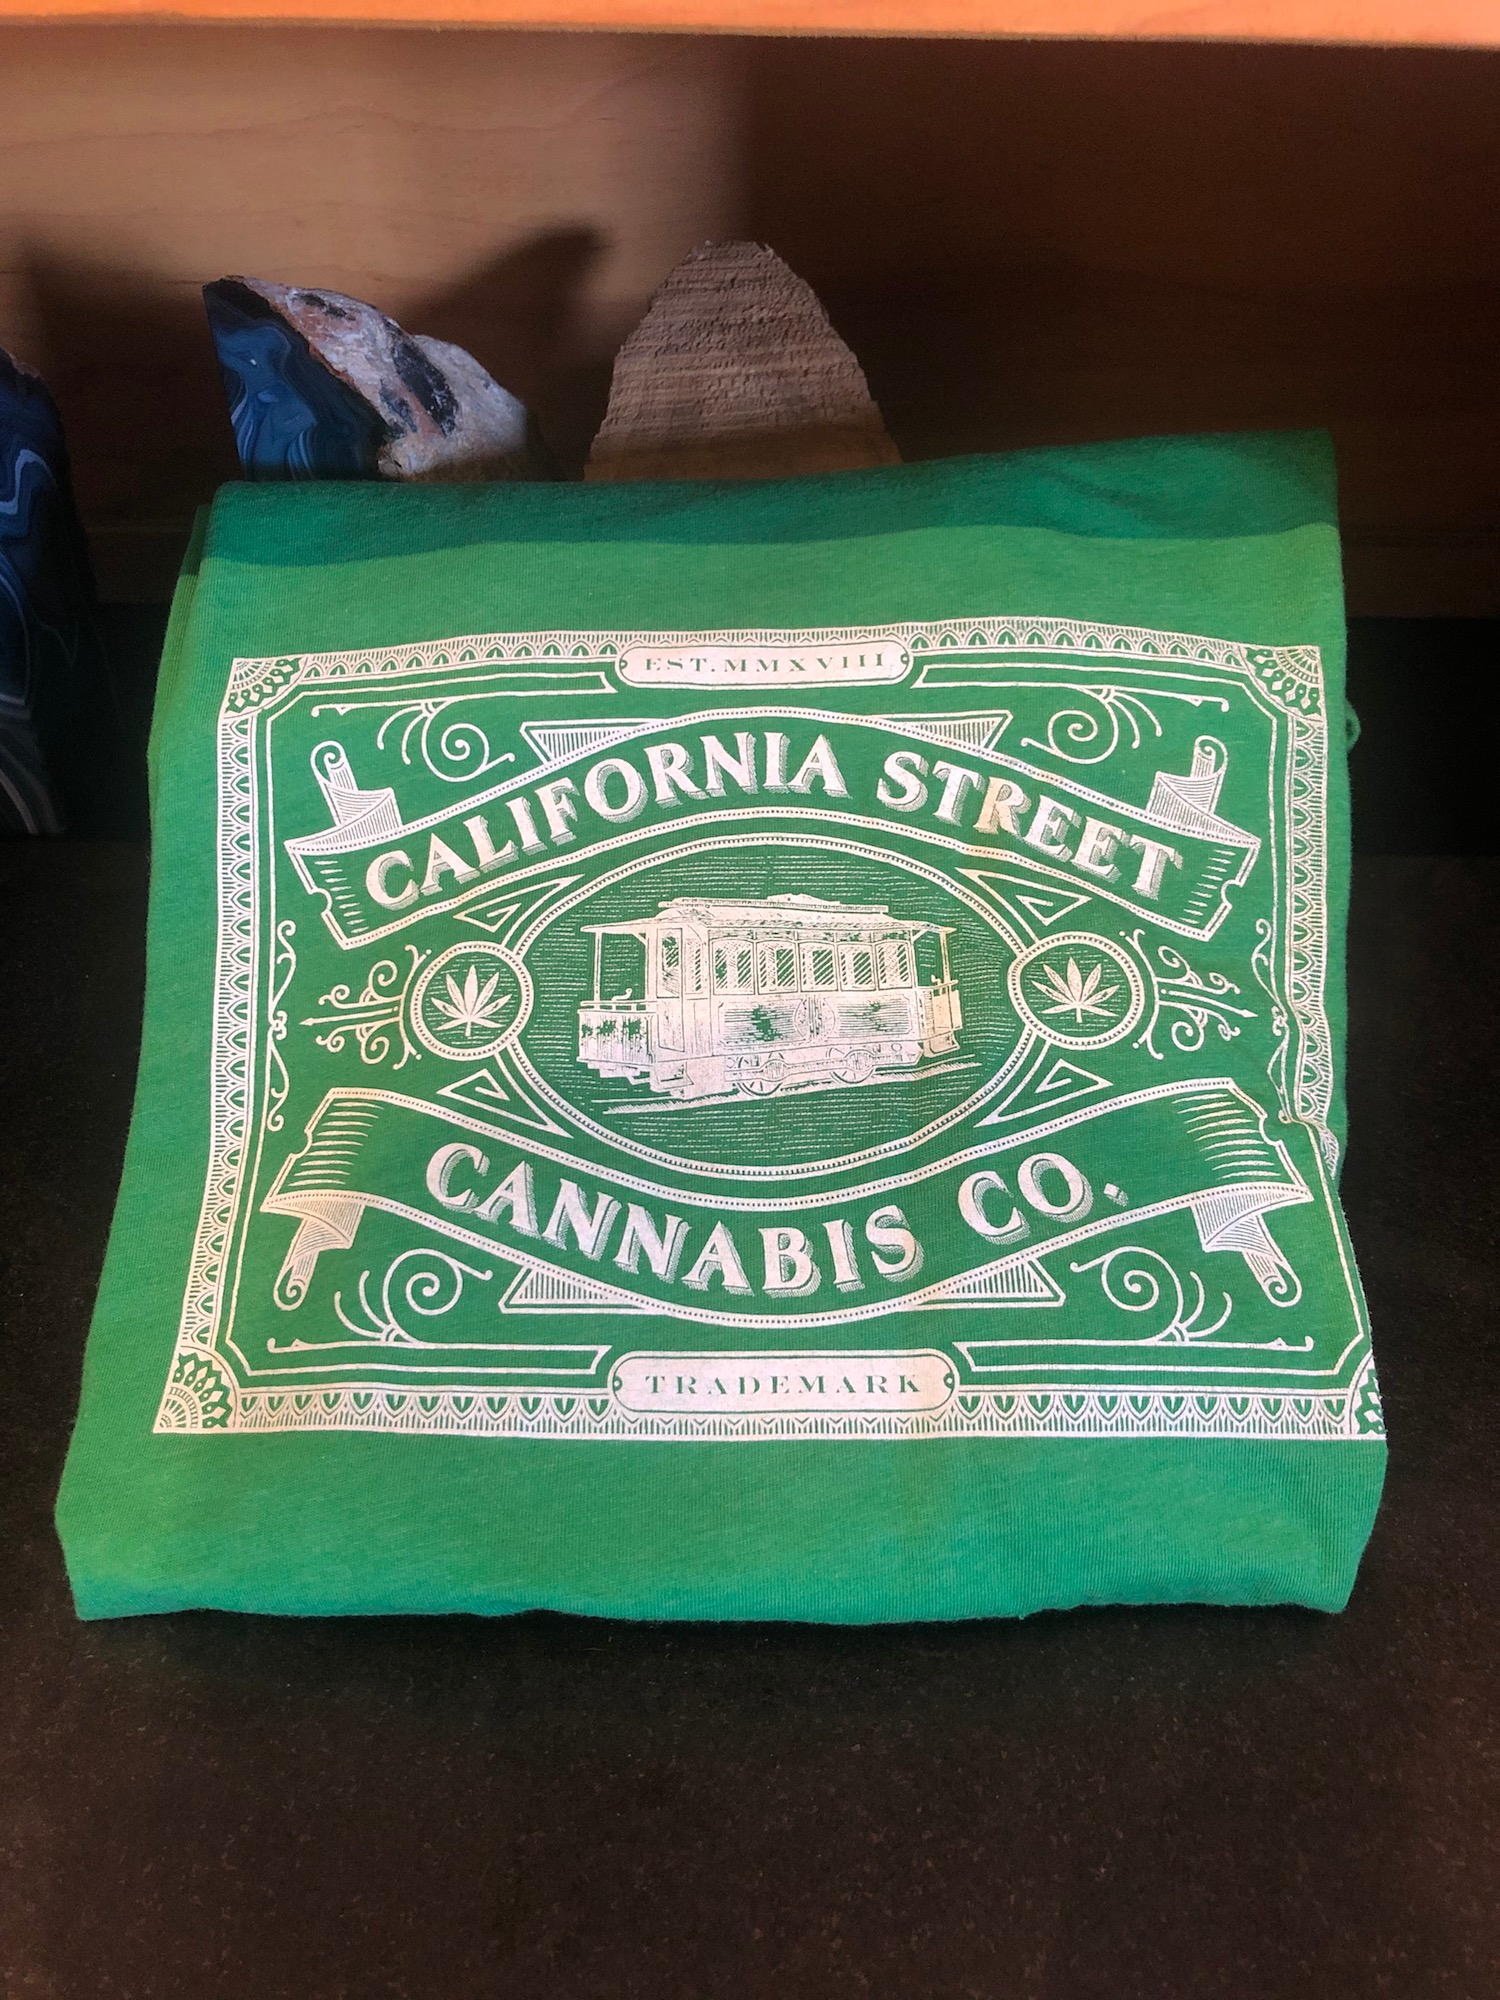 EST. MMXVIII
CALIFORNIA STREET
CANNABIS CO.
TRADEMARK